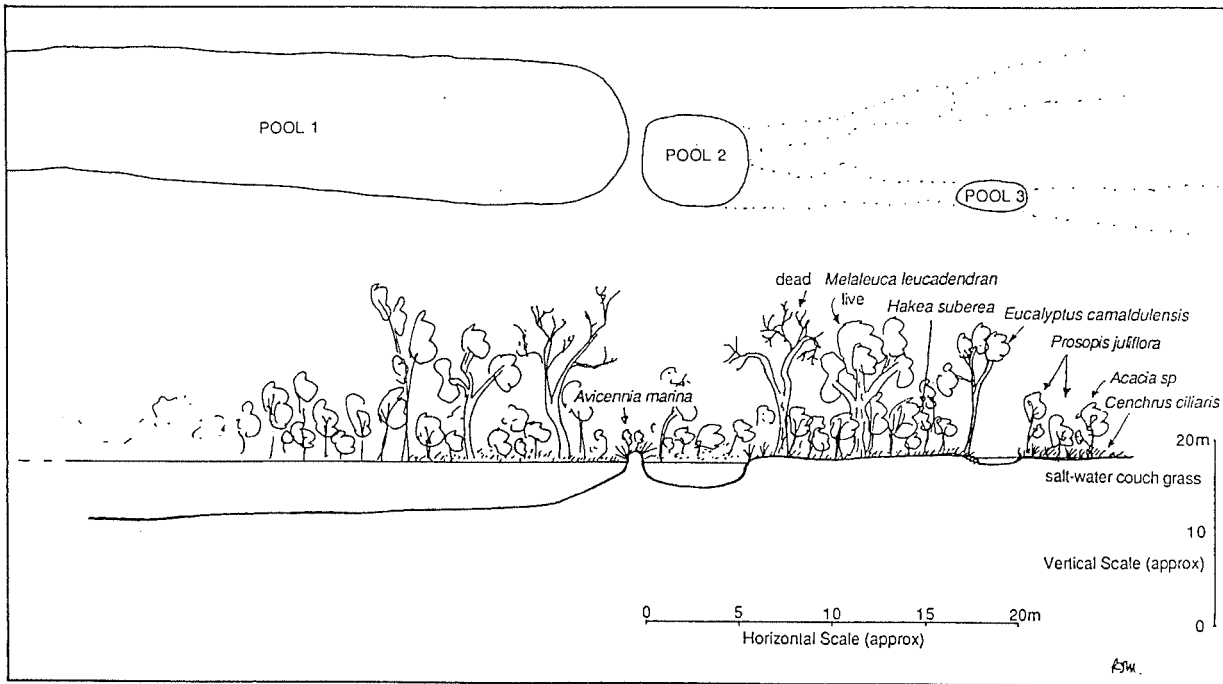 POOL 1
POOL 2
POOL 3
dead Melaleuca leucadendran
live
Hakea suberea
Eucalyptus camaldulensis
Prosopis juliflora
Acacia sp
Avicennia marina
Cenchrus ciliaris
20m
salt-water couch grass
10
Vertical Scale (approx)
0 5 10 15 20m
0
Horizontal Scale (approx)